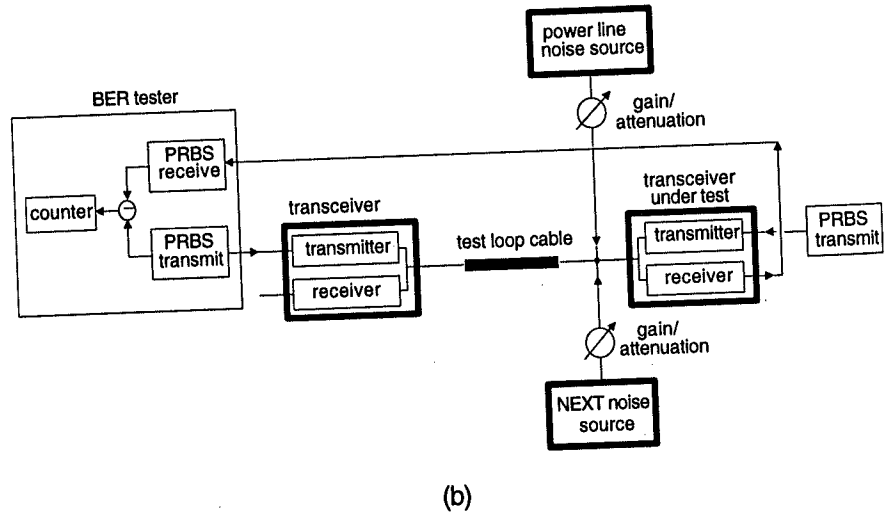 power line
noise source
BER tester
gain/
attenuation
PRBS
receive
transceiver
under test
counter
transceiver
PRBS
transmit
transmitter
test loop cable
transmitter
PRBS
transmit
receiver
receiver
gain/
attenuation
NEXT noise
source
(b)